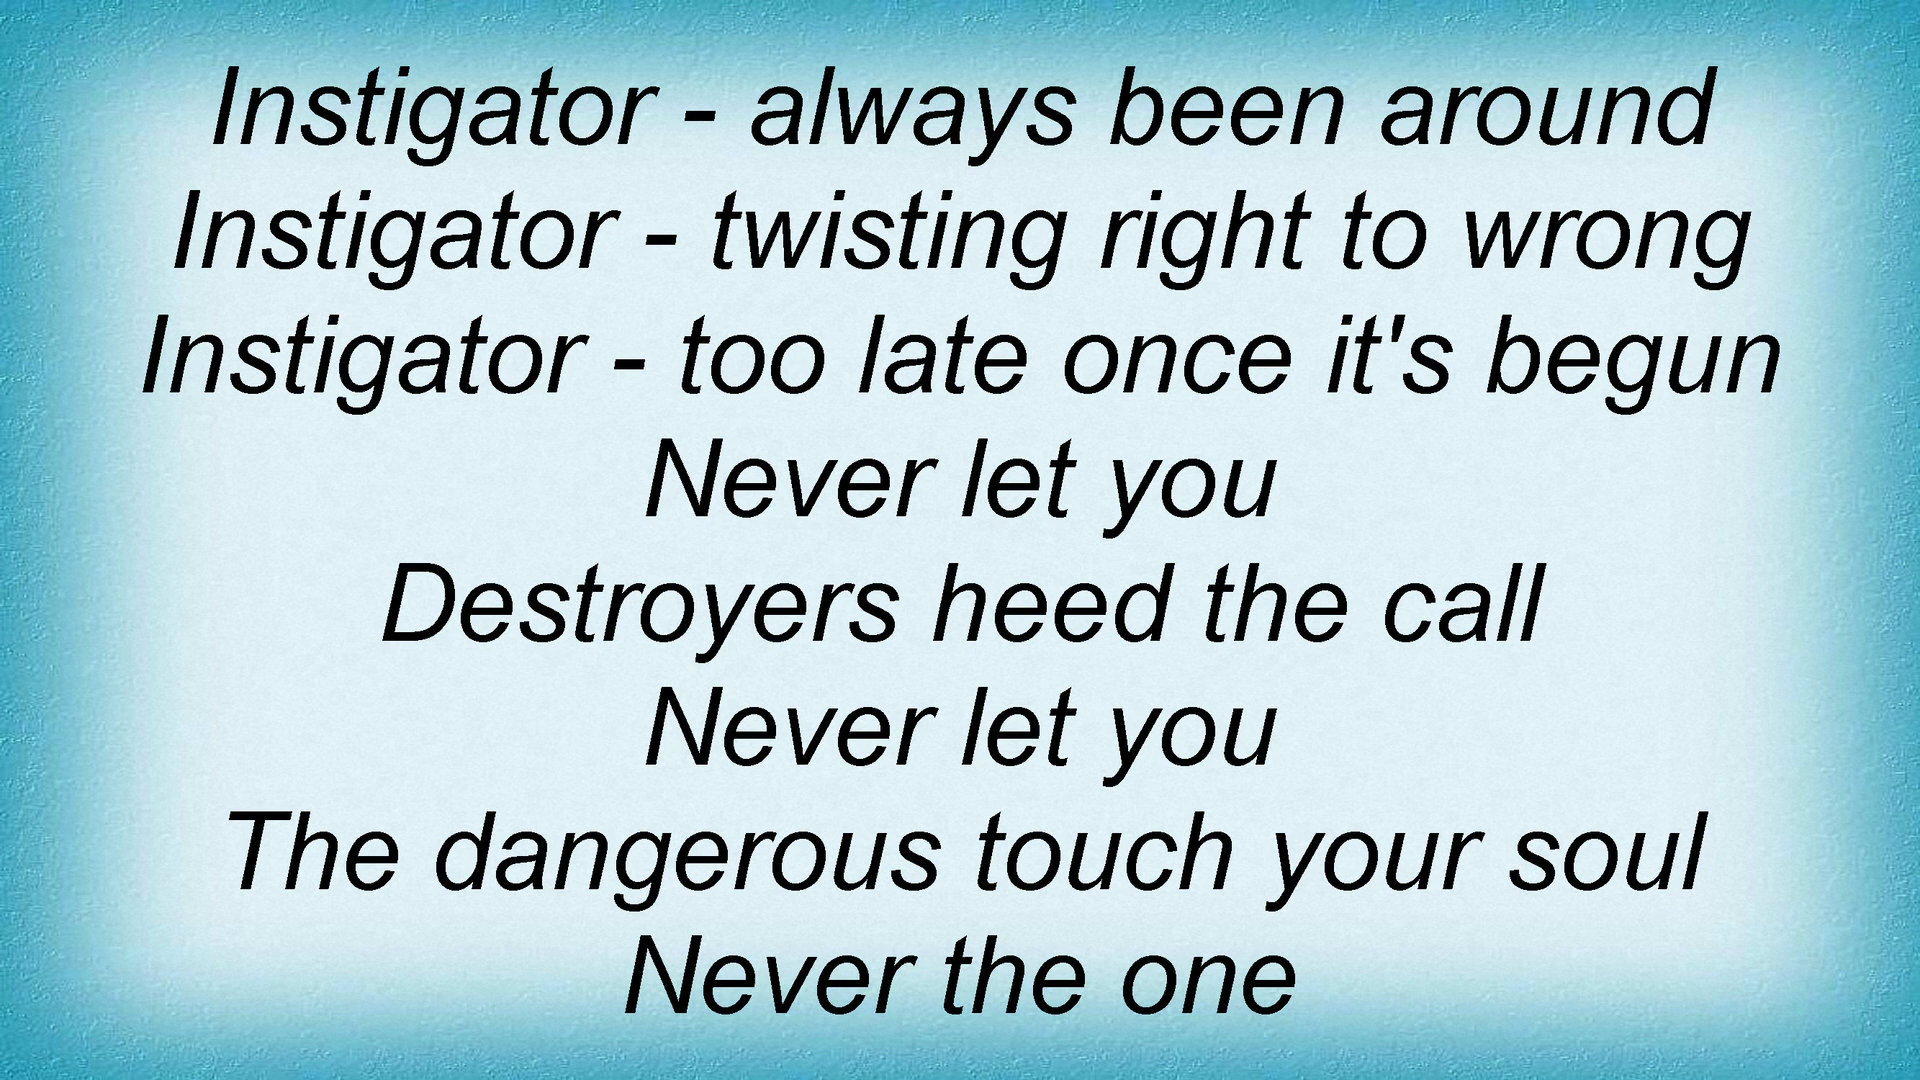 Instigator - always been around
Instigator - twisting right to wrong
Instigator - too late once it's begun
Never let you
Destroyers heed the call
Never let you
The dangerous touch your soul
Never the one